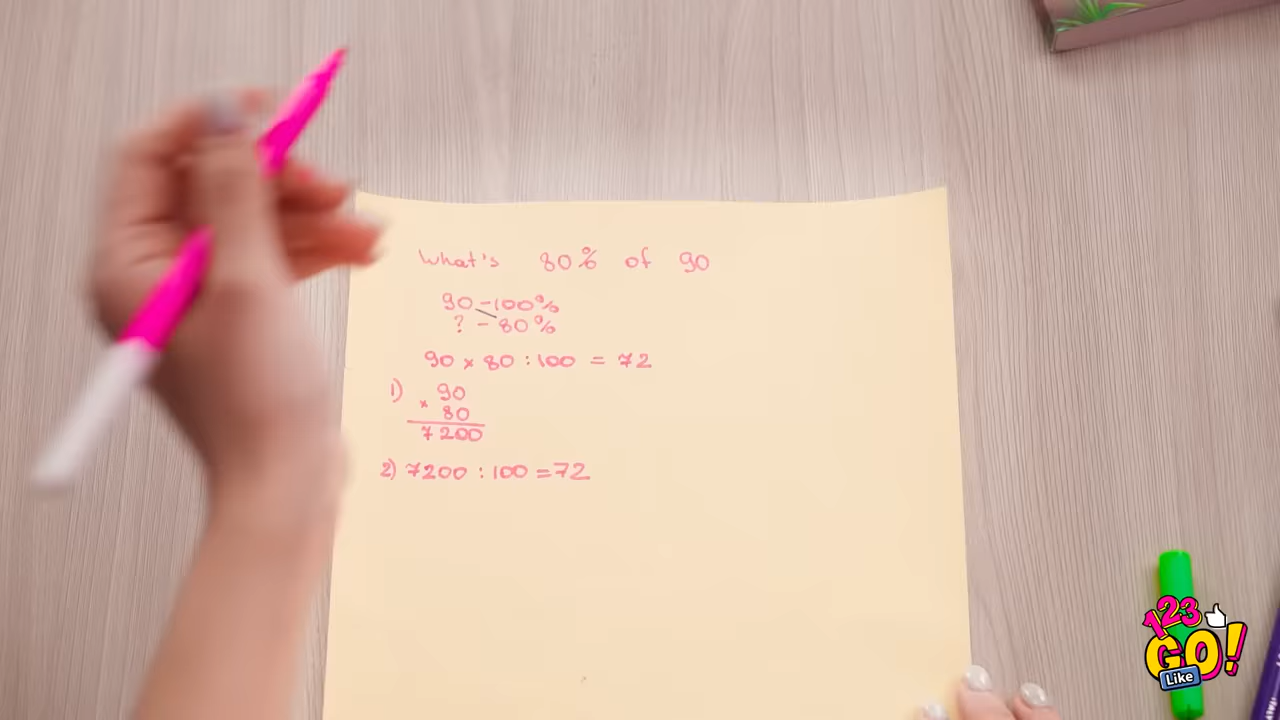 What's 80% of 90
90 - 100%
? - 80%
90 x 80 : 100 = 72
1) 90
x 80
7200
2) 7200 : 100 = 72
123
GO!
Like